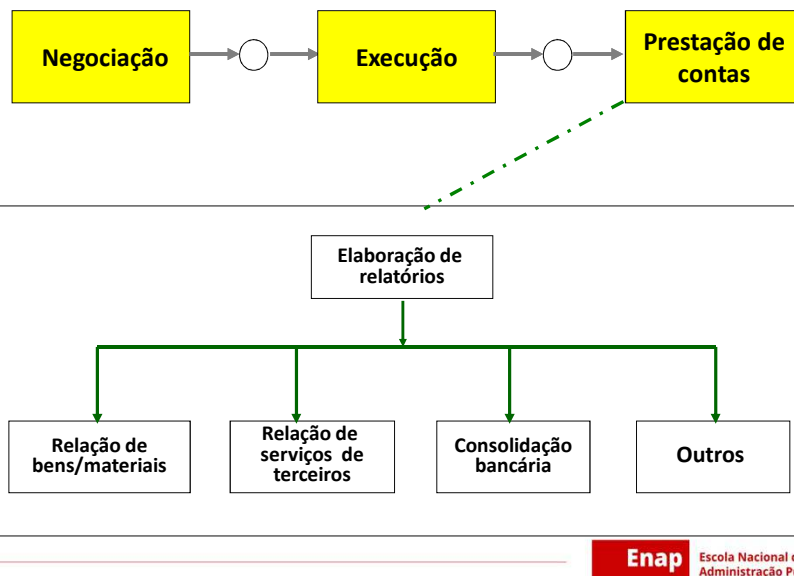 Negociação
Execução
Prestação de
contas
Elaboração de
relatórios
Relação de
bens/materiais
Relação de
serviços de
terceiros
Consolidação
bancária
Outros
Enap
Escola Nacional
Administração